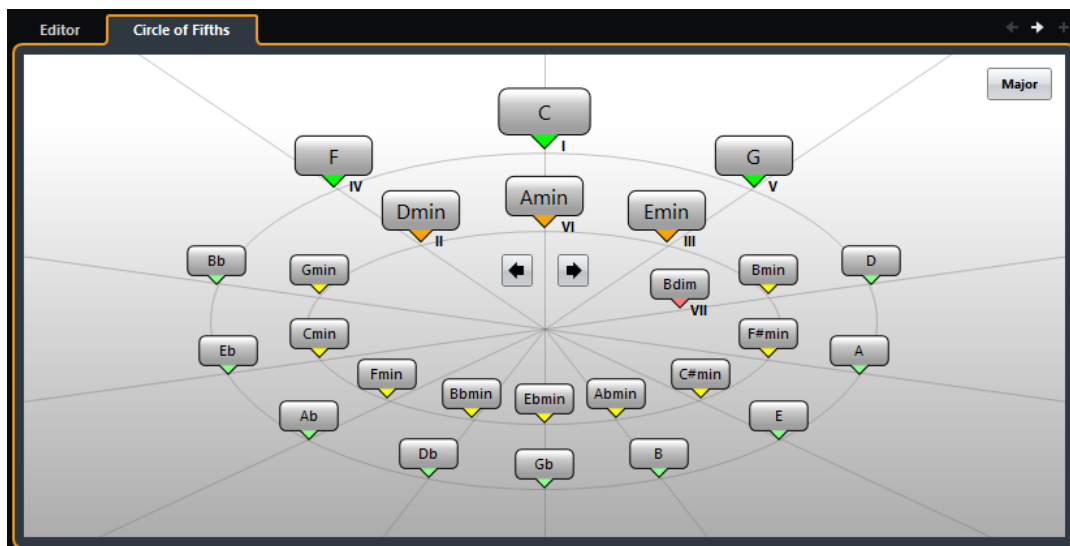 Editor
Circle of Fifths
Major
C
I
F
IV
G
V
Amin
VI
Dmin
II
Emin
III
Bb
Gmin
Bdim
VII
Bmin
D
Eb
Cmin
F#min
A
Fmin
C#min
Bbmin
Ebmin
Abmin
Ab
E
Db
Gb
B